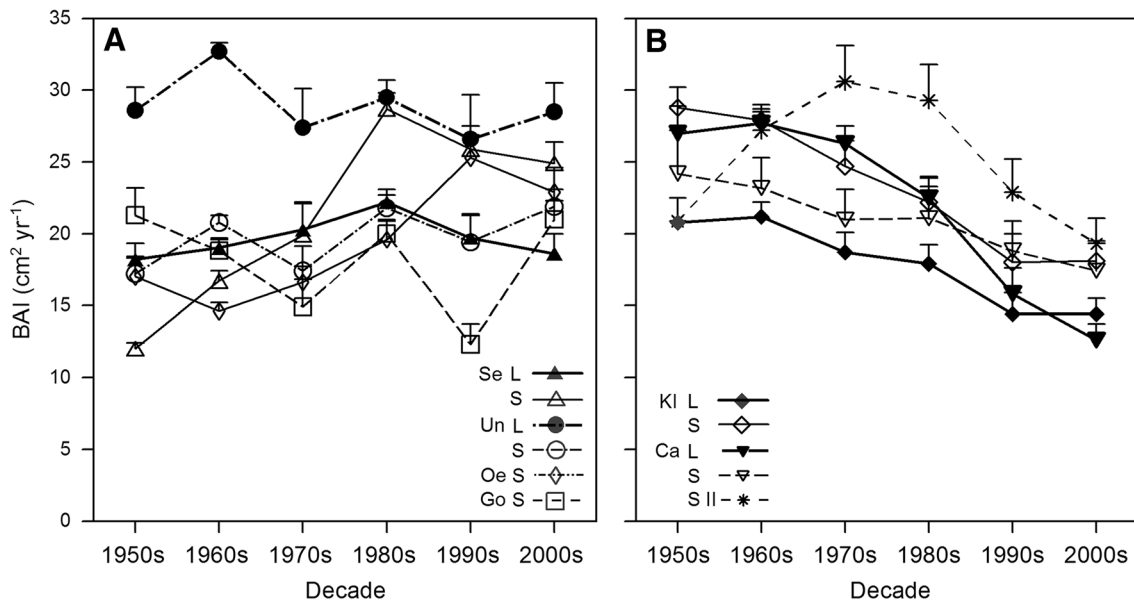 A
B
35
30
25
20
15
10
5
0
BAI (cm² yr⁻¹)
Se L
S
Un L
S
Oe S
Go S
Kl L
S
Ca L
S
S II
1950s 1960s 1970s 1980s 1990s 2000s
1950s 1960s 1970s 1980s 1990s 2000s
Decade
Decade